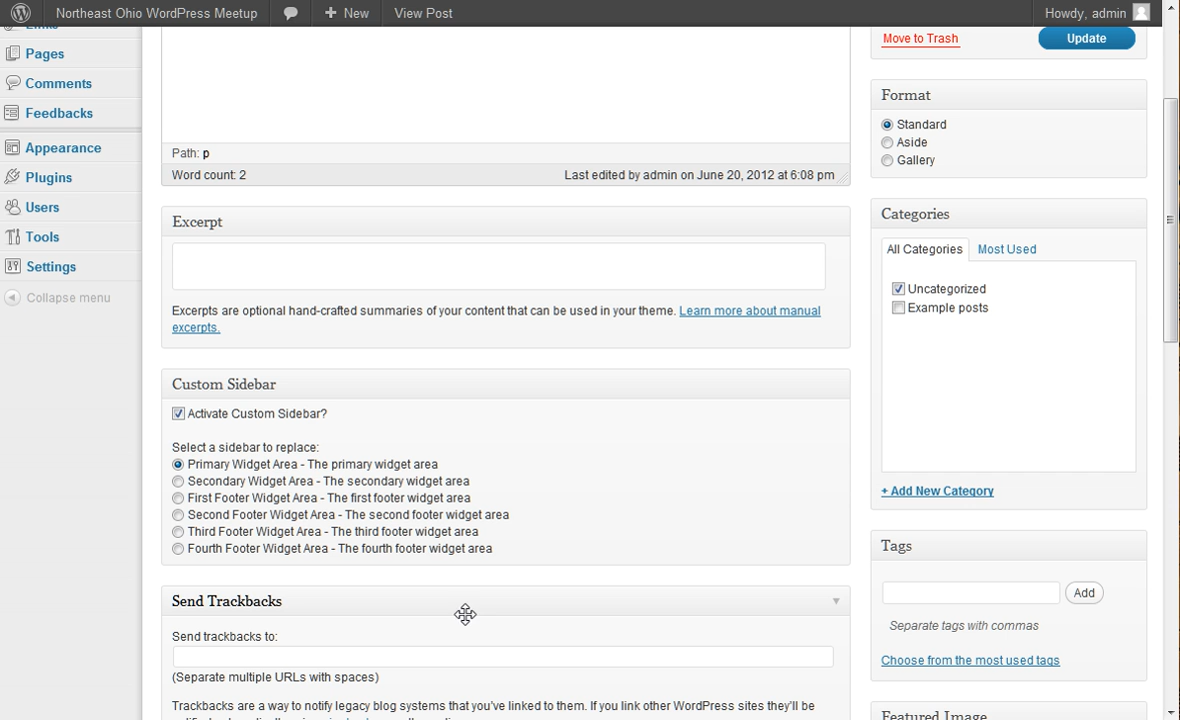 Northeast Ohio WordPress Meetup
New
View Post
Howdy, admin
Links
Pages
Comments
Feedbacks
Appearance
Plugins
Users
Tools
Settings
Collapse menu
Path: p
Word count: 2
Last edited by admin on June 20, 2012 at 6:08 pm
Excerpt
Excerpts are optional hand-crafted summaries of your content that can be used in your theme. Learn more about manual
excerpts.
Custom Sidebar
Activate Custom Sidebar?
Select a sidebar to replace:
Primary Widget Area - The primary widget area
Secondary Widget Area - The secondary widget area
First Footer Widget Area - The first footer widget area
Second Footer Widget Area - The second footer widget area
Third Footer Widget Area - The third footer widget area
Fourth Footer Widget Area - The fourth footer widget area
Send Trackbacks
Send trackbacks to:
(Separate multiple URLs with spaces)
Trackbacks are a way to notify legacy blog systems that you've linked to them. If you link other WordPress sites they'll be
Move to Trash
Update
Format
Standard
Aside
Gallery
Categories
All Categories
Most Used
Uncategorized
Example posts
+ Add New Category
Tags
Add
Separate tags with commas
Choose from the most used tags
Featured Image